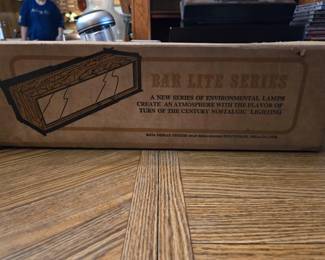 BAR LITE SERIES
A NEW SERIES OF ENVIRONMENTAL LAMPS
CREATE AN ATMOSPHERE WITH THE FLAVOR OF
TURN OF THE CENTURY NOSTALGIC LIGHTING